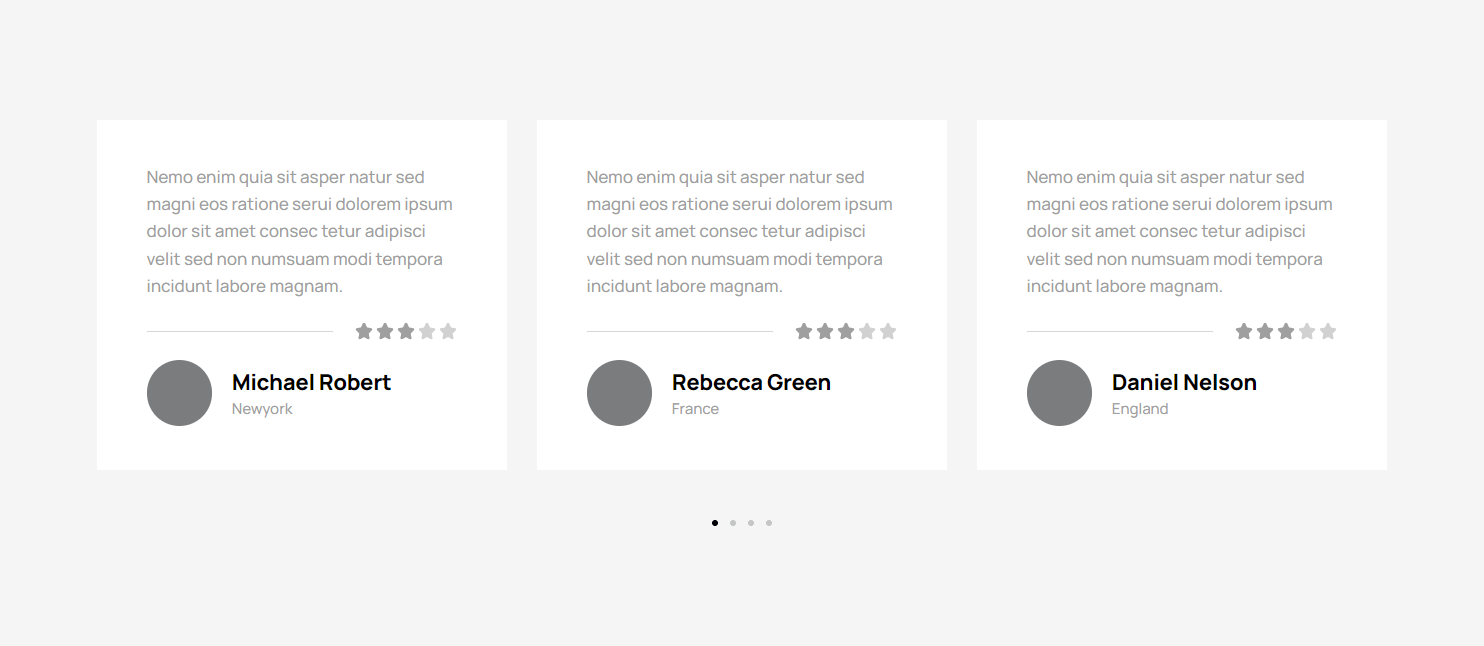 Nemo enim quia sit asper natur sed
magni eos ratione serui dolorem ipsum
dolor sit amet consec tetur adipisci
velit sed non numsuam modi tempora
incidunt labore magnam.
Michael Robert
Newyork
Nemo enim quia sit asper natur sed
magni eos ratione serui dolorem ipsum
dolor sit amet consec tetur adipisci
velit sed non numsuam modi tempora
incidunt labore magnam.
Rebecca Green
France
Nemo enim quia sit asper natur sed
magni eos ratione serui dolorem ipsum
dolor sit amet consec tetur adipisci
velit sed non numsuam modi tempora
incidunt labore magnam.
Daniel Nelson
England